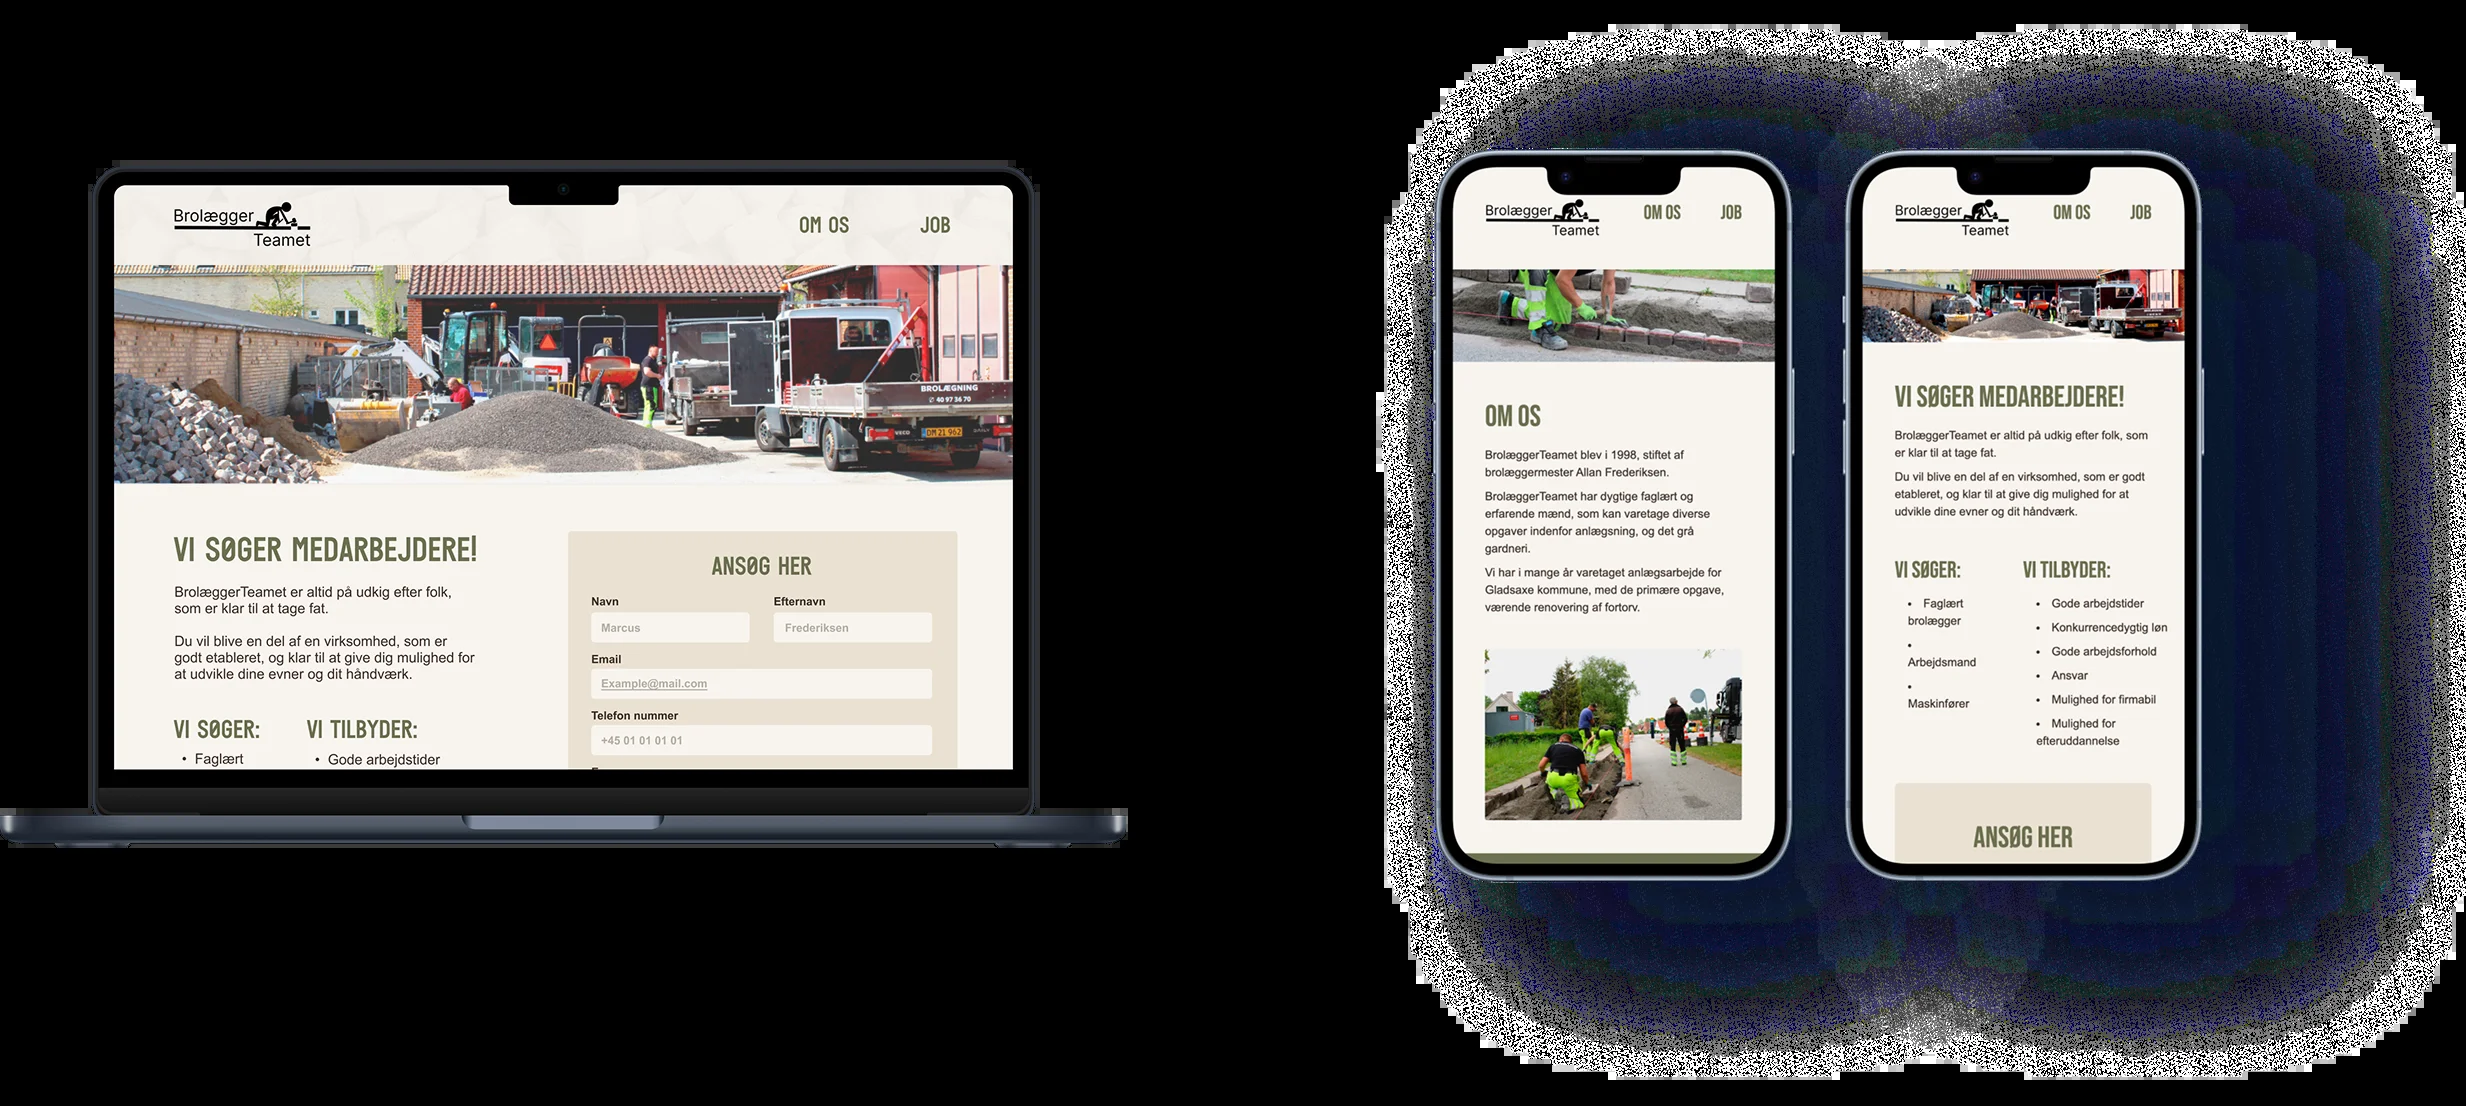 Brolægger
Teamet
OM OS
JOB
BROLÆGNING
✆ 40 97 36 70
IVECO
DM 21 962
VI SØGER MEDARBEJDERE!
BrolæggerTeamet er altid på udkig efter folk,
som er klar til at tage fat.
Du vil blive en del af en virksomhed, som er
godt etableret, og klar til at give dig mulighed for
at udvikle dine evner og dit håndværk.
VI SØGER:
• Faglært
VI TILBYDER:
• Gode arbejdstider
ANSØG HER
Navn
Efternavn
Marcus
Frederiksen
Email
Example@mail.com
Telefon nummer
+45 01 01 01 01
Brolægger
Teamet
OM OS
JOB
OM OS
BrolæggerTeamet blev i 1998, stiftet af
brolæggermester Allan Frederiksen.
BrolæggerTeamet har dygtige faglært og
erfarende mænd, som kan varetage diverse
opgaver indenfor anlægsning, og det grå
gardneri.
Vi har i mange år varetaget anlægsarbejde for
Gladsaxe kommune, med de primære opgave,
værende renovering af fortorv.
Brolægger
Teamet
OM OS
JOB
VI SØGER MEDARBEJDERE!
BrolæggerTeamet er altid på udkig efter folk, som
er klar til at tage fat.
Du vil blive en del af en virksomhed, som er godt
etableret, og klar til at give dig mulighed for at
udvikle dine evner og dit håndværk.
VI SØGER:
• Faglært
brolægger
•
Arbejdsmand
•
Maskinfører
VI TILBYDER:
• Gode arbejdstider
• Konkurrencedygtig løn
• Gode arbejdsforhold
• Ansvar
• Mulighed for firmabil
• Mulighed for
efteruddannelse
ANSØG HER